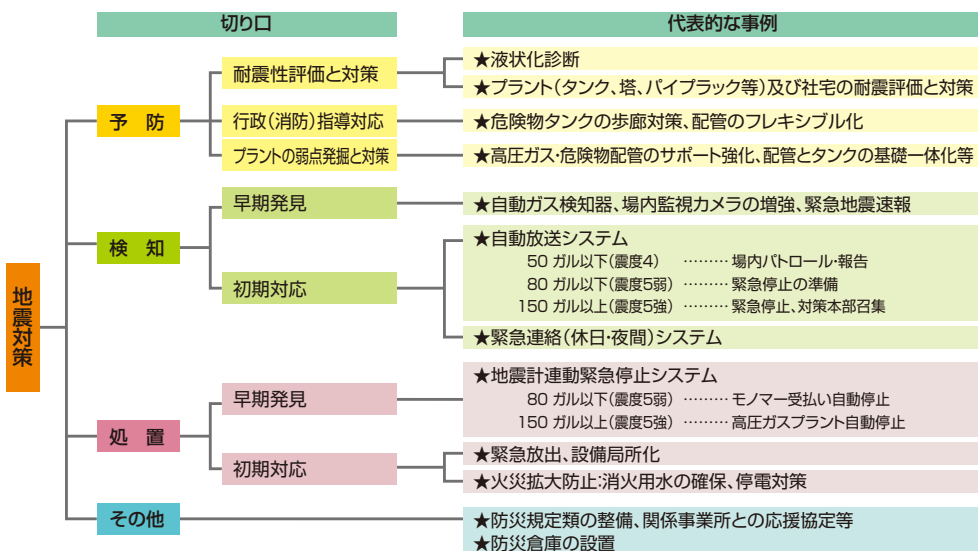 切り口
代表的な事例
地震対策
予 防
耐震性評価と対策
★液状化診断
★プラント(タンク、塔、パイプラック等)及び社宅の耐震評価と対策
行政(消防)指導対応
★危険物タンクの歩廊対策、配管のフレキシブル化
プラントの弱点発掘と対策
★高圧ガス・危険物配管のサポート強化、配管とタンクの基礎一体化等
検 知
早期発見
★自動ガス検知器、場内監視カメラの増強、緊急地震速報
初期対応
★自動放送システム
50 ガル以下(震度4) ………場内パトロール・報告
80 ガル以下(震度5弱) ………緊急停止の準備
150 ガル以上(震度5強) ………緊急停止、対策本部召集
★緊急連絡(休日・夜間)システム
処 置
早期発見
★地震計連動緊急停止システム
80 ガル以下(震度5弱) ………モノマー受払い自動停止
150 ガル以上(震度5強) ………高圧ガスプラント自動停止
初期対応
★緊急放出、設備局所化
★火災拡大防止:消火用水の確保、停電対策
その他
★防災規定類の整備、関係事業所との応援協定等
★防災倉庫の設置